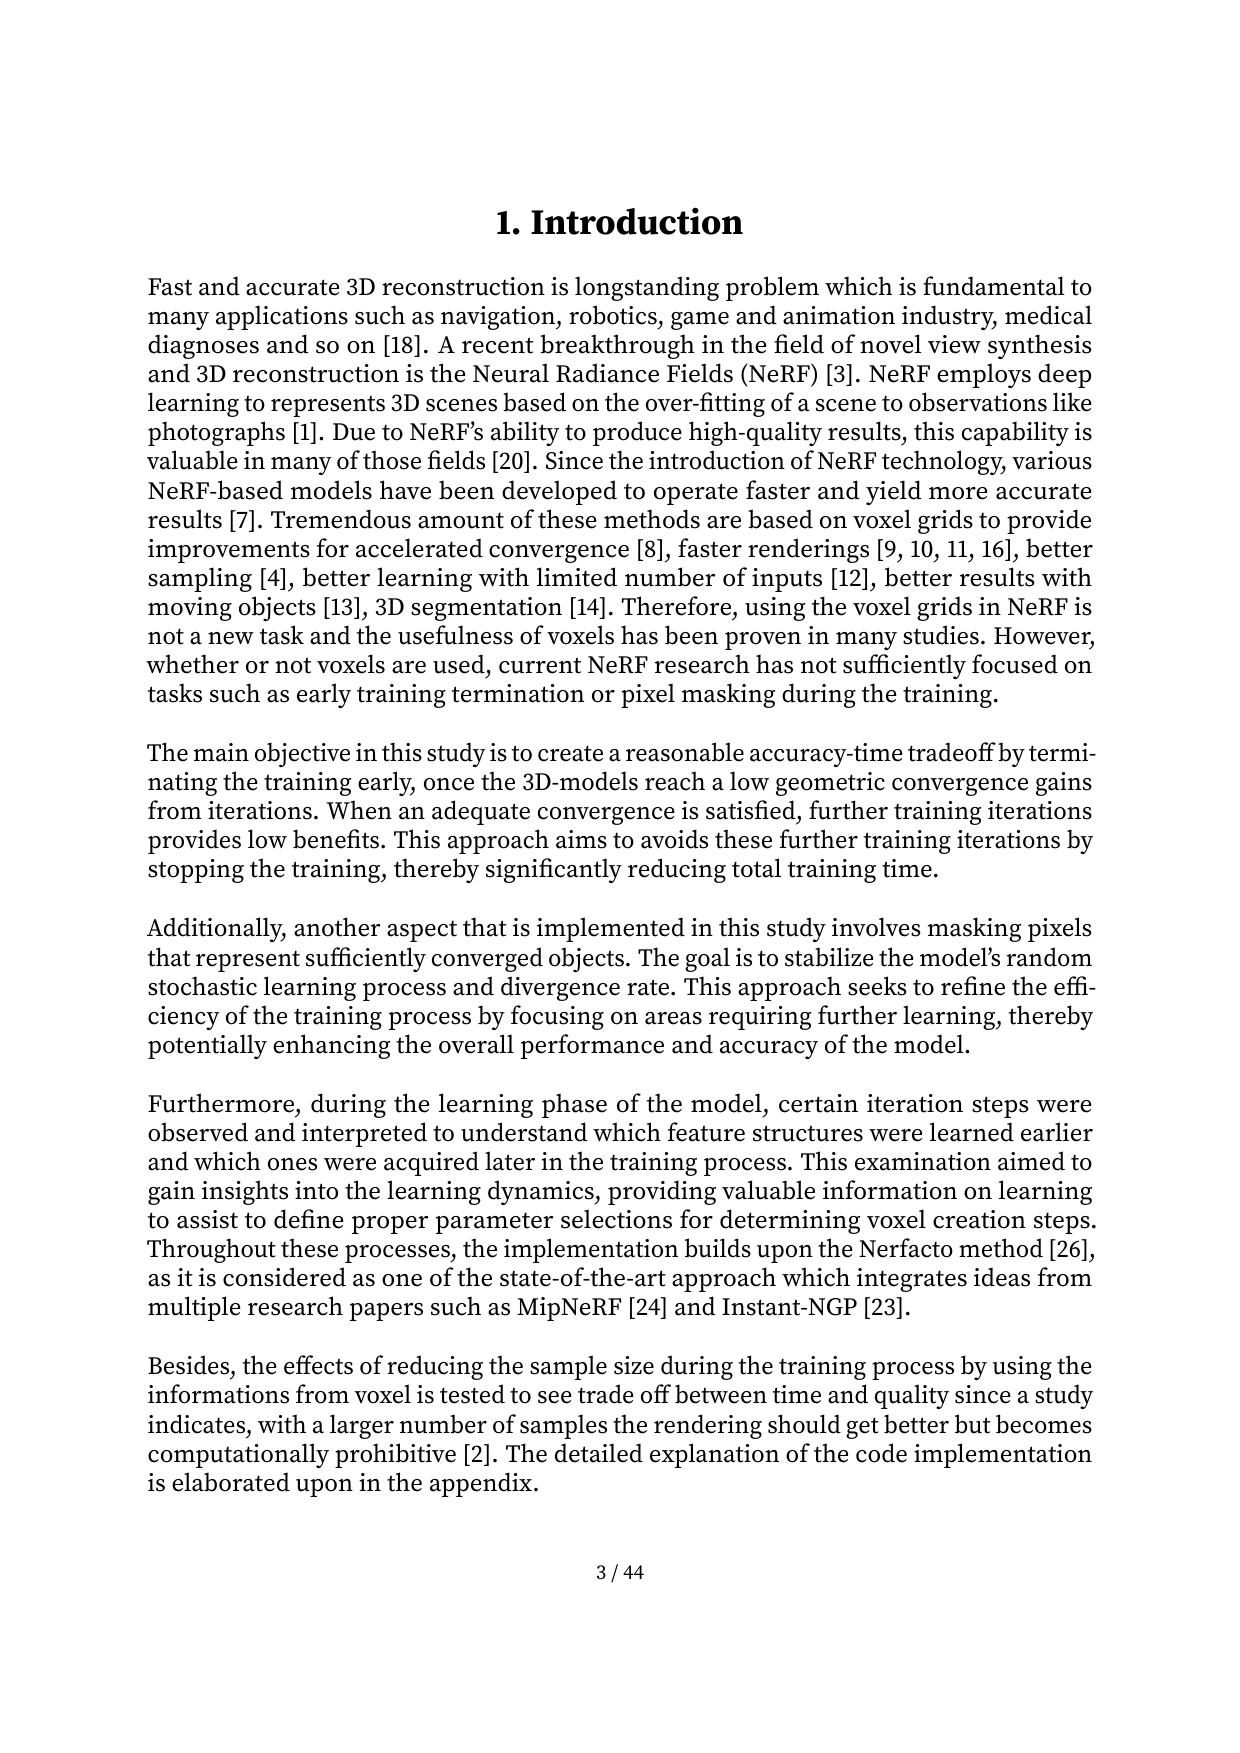 1. Introduction
Fast and accurate 3D reconstruction is longstanding problem which is fundamental to
many applications such as navigation, robotics, game and animation industry, medical
diagnoses and so on [18]. A recent breakthrough in the field of novel view synthesis
and 3D reconstruction is the Neural Radiance Fields (NeRF) [3]. NeRF employs deep
learning to represents 3D scenes based on the over-fitting of a scene to observations like
photographs [1]. Due to NeRF’s ability to produce high-quality results, this capability is
valuable in many of those fields [20]. Since the introduction of NeRF technology, various
NeRF-based models have been developed to operate faster and yield more accurate
results [7]. Tremendous amount of these methods are based on voxel grids to provide
improvements for accelerated convergence [8], faster renderings [9, 10, 11, 16], better
sampling [4], better learning with limited number of inputs [12], better results with
moving objects [13], 3D segmentation [14]. Therefore, using the voxel grids in NeRF is
not a new task and the usefulness of voxels has been proven in many studies. However,
whether or not voxels are used, current NeRF research has not sufficiently focused on
tasks such as early training termination or pixel masking during the training.
The main objective in this study is to create a reasonable accuracy-time tradeoff by termi-
nating the training early, once the 3D-models reach a low geometric convergence gains
from iterations. When an adequate convergence is satisfied, further training iterations
provides low benefits. This approach aims to avoids these further training iterations by
stopping the training, thereby significantly reducing total training time.
Additionally, another aspect that is implemented in this study involves masking pixels
that represent sufficiently converged objects. The goal is to stabilize the model’s random
stochastic learning process and divergence rate. This approach seeks to refine the effi-
ciency of the training process by focusing on areas requiring further learning, thereby
potentially enhancing the overall performance and accuracy of the model.
Furthermore, during the learning phase of the model, certain iteration steps were
observed and interpreted to understand which feature structures were learned earlier
and which ones were acquired later in the training process. This examination aimed to
gain insights into the learning dynamics, providing valuable information on learning
to assist to define proper parameter selections for determining voxel creation steps.
Throughout these processes, the implementation builds upon the Nerfacto method [26],
as it is considered as one of the state-of-the-art approach which integrates ideas from
multiple research papers such as MipNeRF [24] and Instant-NGP [23].
Besides, the effects of reducing the sample size during the training process by using the
informations from voxel is tested to see trade off between time and quality since a study
indicates, with a larger number of samples the rendering should get better but becomes
computationally prohibitive [2]. The detailed explanation of the code implementation
is elaborated upon in the appendix.
3 / 44